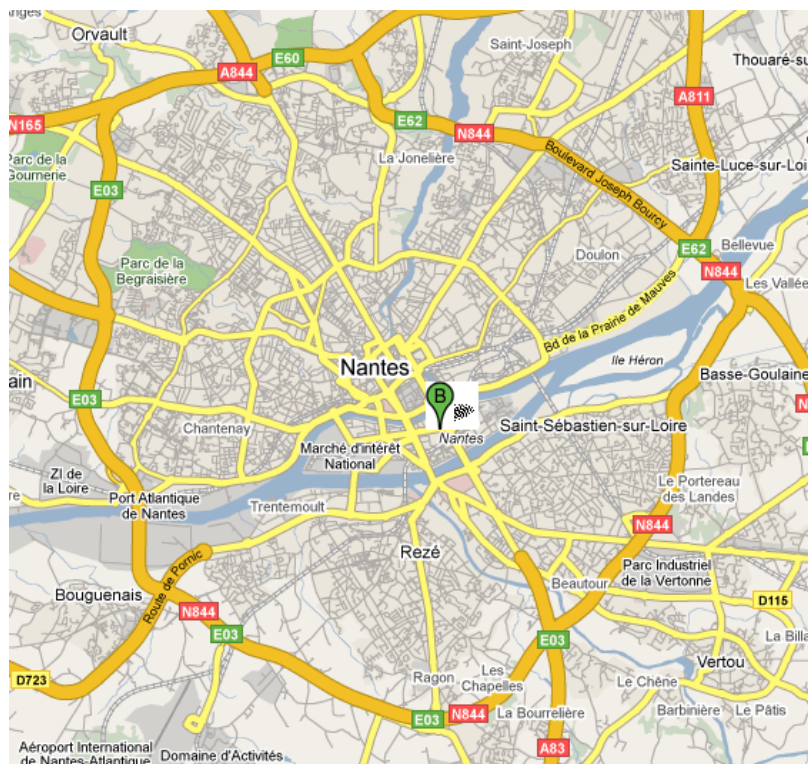 Orvault
E60
Saint-Joseph
Thouaré-su
A844
A811
N165
E62
N844
La Jonelière
Boulevard Joseph Bourcy
Parc de la
Gournerie
Sainte-Luce-sur-Loi
E03
Doulon
E62
Bellevue
Parc de la
Begraisière
N844
Les Vallée
Bd de la Prairie de Mauves
Ile Héron
Nantes
Basse-Goulaine
ain
E03
B
N
Chantenay
Nantes
Saint-Sébastien-sur-Loire
Marché d'intérêt
National
ZI de
la Loire
Le Portereau
des Landes
re
Port Atlantique
de Nantes
Trentemoult
N844
Rezé
Parc Industriel
de la Vertonne
Route de Pornic
Beautour
Bouguenais
D115
N844
E03
E03
La Billa
Vertou
D723
Ragon
Les
Chapelles
Le Chêne
E03
N844
La Bourrelière
Barbinière
Le Pâtis
A83
Aéroport International
de Nantes-Atlantique
Domaine d'Activités